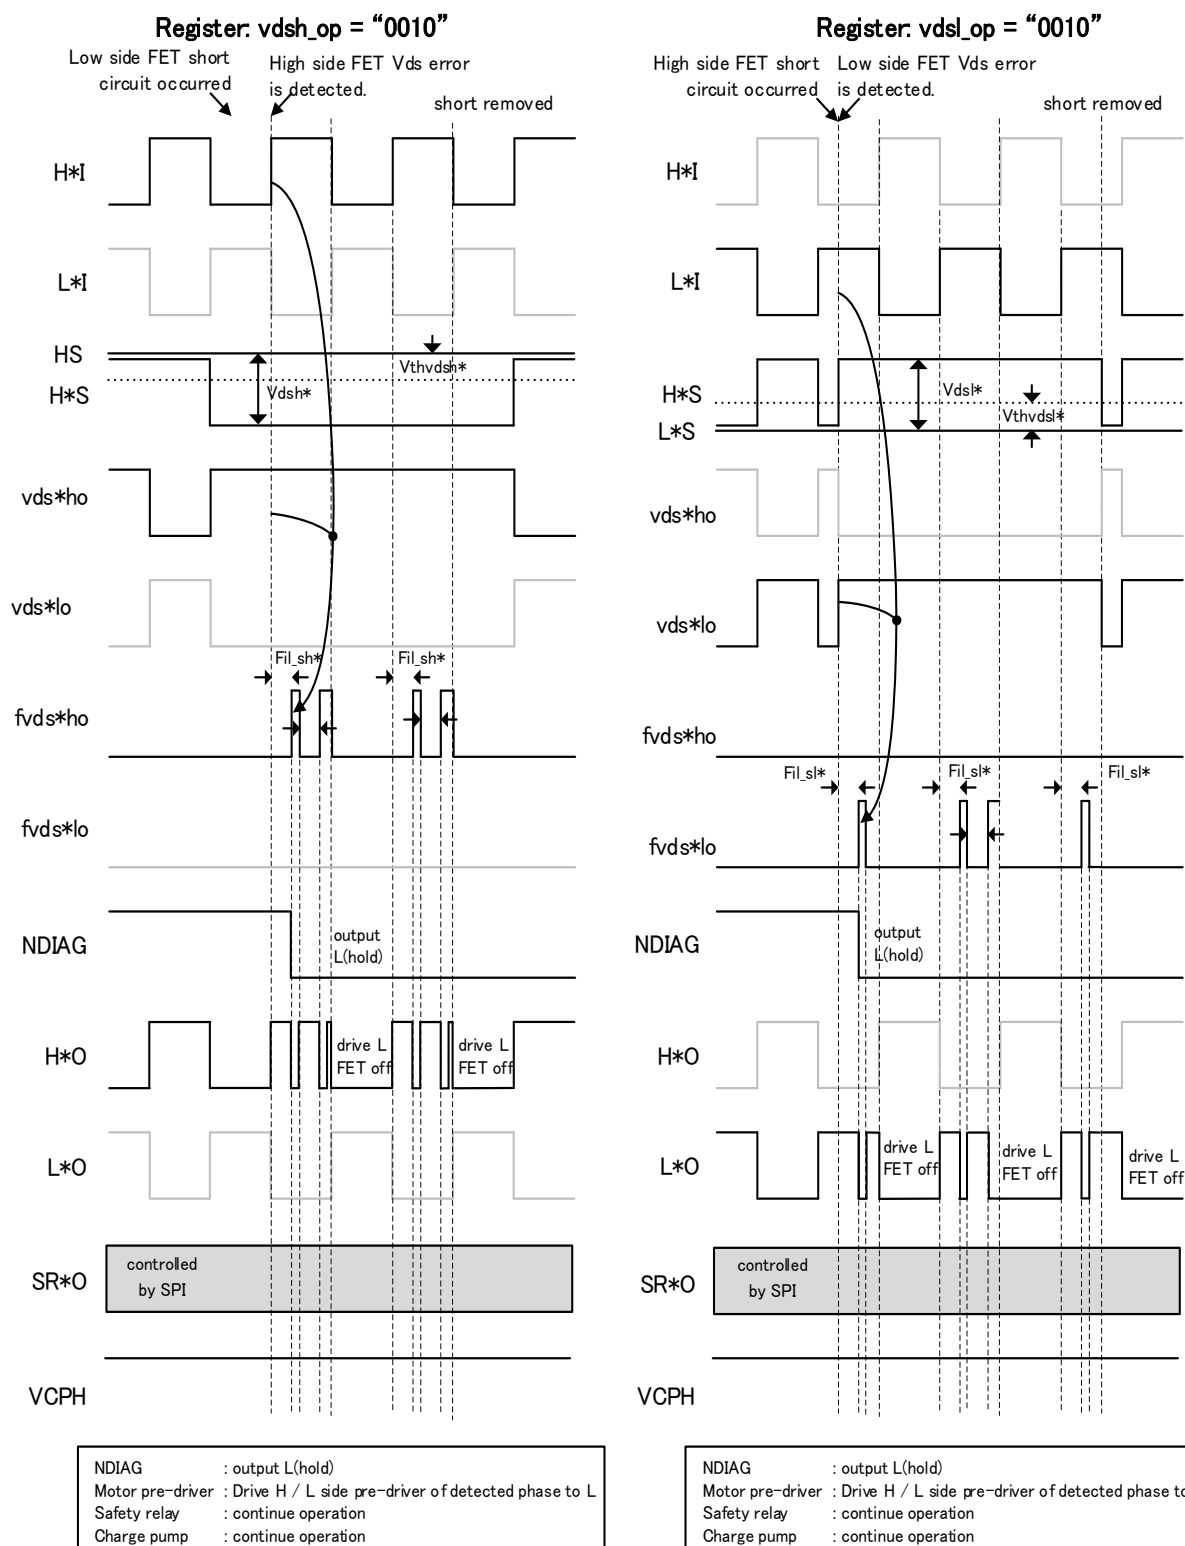 Register: vdsh_op = “0010”
Low side FET short
circuit occurred
High side FET Vds error
is detected.
short removed
H*I
L*I
HS
Vthvdsh*
H*S
Vdsh*
vds*ho
vds*lo
Fil_sh*
Fil_sh*
fvds*ho
fvds*lo
NDIAG
output
L(hold)
H*O
drive L
FET off
drive L
FET off
L*O
SR*O
controlled
by SPI
VCPH
NDIAG : output L(hold)
Motor pre-driver : Drive H / L side pre-driver of detected phase to L
Safety relay : continue operation
Charge pump : continue operation
Register: vdsl_op = “0010”
High side FET short
circuit occurred
Low side FET Vds error
is detected.
short removed
H*I
L*I
H*S
Vdsl*
Vthvdsl*
L*S
vds*ho
vds*lo
fvds*ho
Fil_sl*
Fil_sl*
Fil_sl*
fvds*lo
NDIAG
output
L(hold)
H*O
L*O
drive L
FET off
drive L
FET off
drive L
FET off
SR*O
controlled
by SPI
VCPH
NDIAG : output L(hold)
Motor pre-driver : Drive H / L side pre-driver of detected phase to
Safety relay : continue operation
Charge pump : continue operation